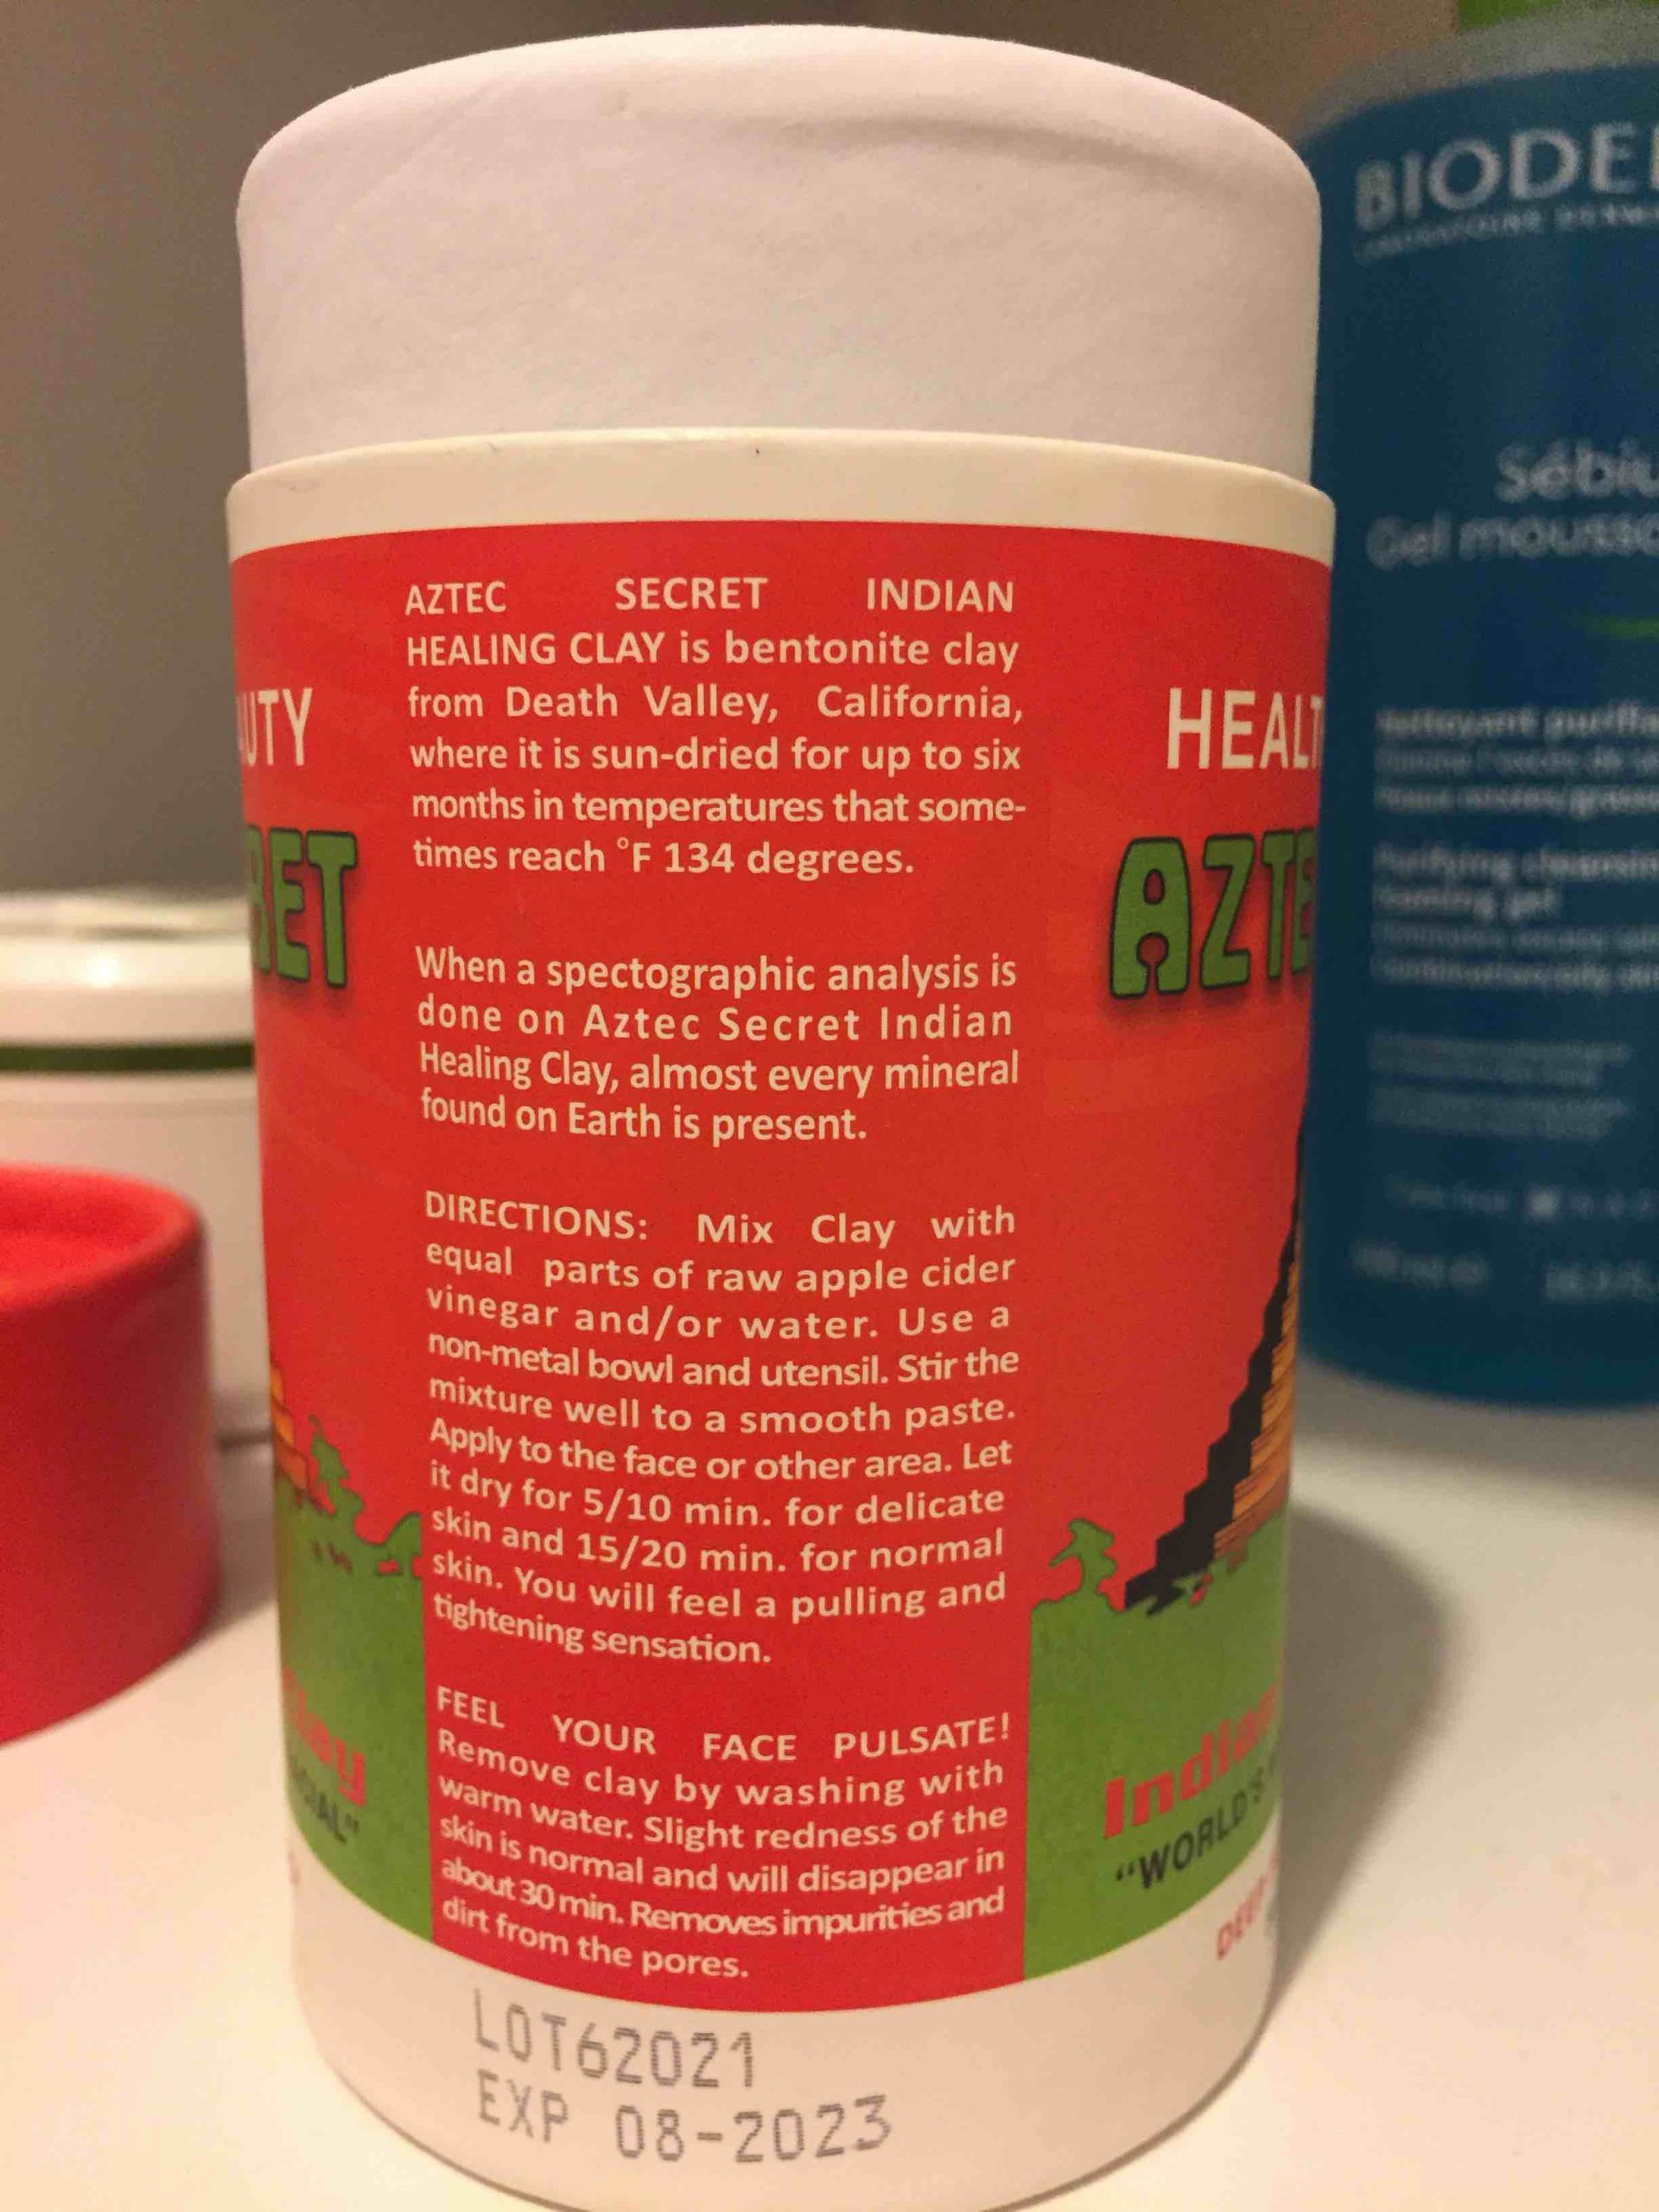 AZTEC SECRET INDIAN
HEALING CLAY is bentonite clay
from Death Valley, California,
where it is sun-dried for up to six
months in temperatures that some-
times reach °F 134 degrees.
When a spectographic analysis is
done on Aztec Secret Indian
Healing Clay, almost every mineral
found on Earth is present.
DIRECTIONS: Mix Clay with
equal parts of raw apple cider
vinegar and/or water. Use a
non-metal bowl and utensil. Stir the
mixture well to a smooth paste.
Apply to the face or other area. Let
it dry for 5/10 min. for delicate
skin and 15/20 min. for normal
skin. You will feel a pulling and
tightening sensation.
FEEL YOUR FACE PULSATE!
Remove clay by washing with
warm water. Slight redness of the
skin is normal and will disappear in
about 30 min. Removes impurities and
dirt from the pores.
LOT62021
EXP 08-2023
UTY
RET
lay
CIAL"
HEALT
AZTE
Indian
"WORLD'S
DEEP
BIODE
Sébiu
Gel mousso